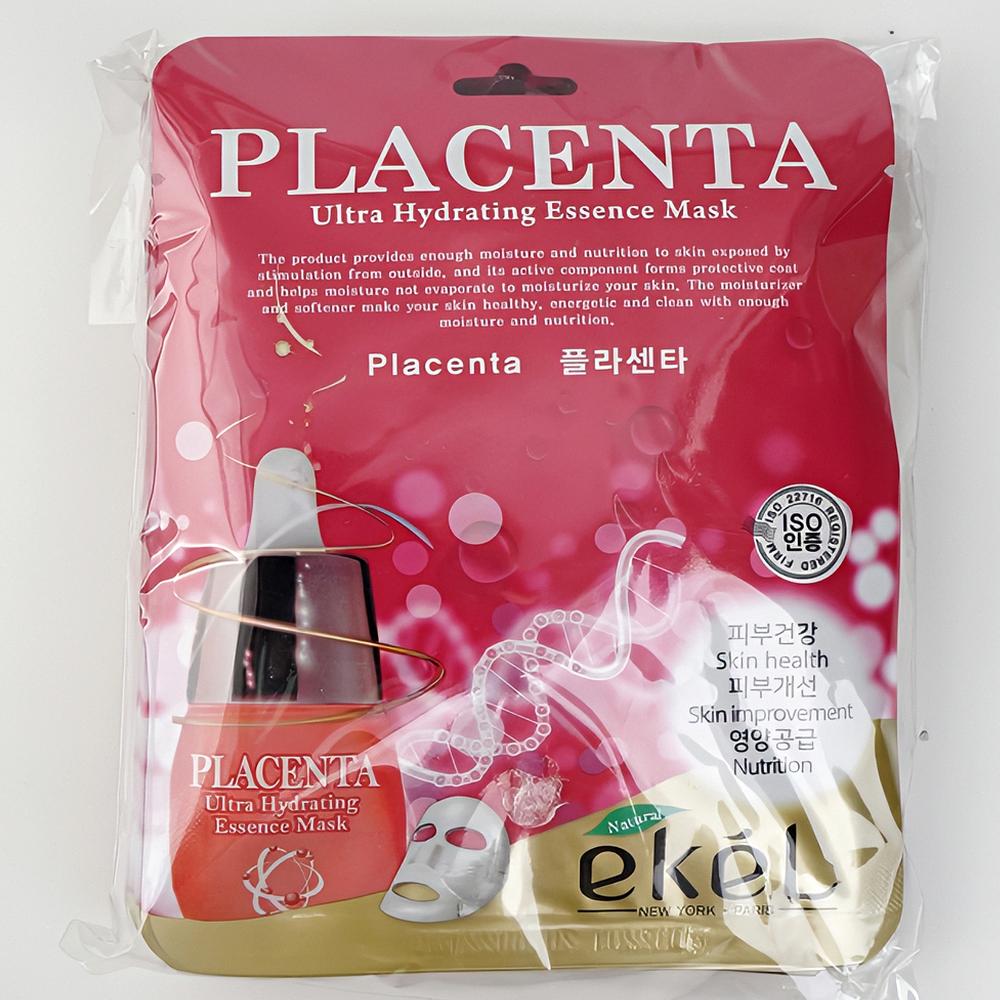 PLACENTA
Ultra Hydrating Essence Mask
The product provides enough moisture and nutrition to skin exposed by
stimulation from outside, and its active component forms protective coat
and helps moisture not evaporate to moisturize your skin. The moisturizer
and softener make your skin healthy, energetic and clean with enough
moisture and nutrition.
Placenta 플라센타
ISO 22716 REGISTERED FIRM
ISO
인증
피부건강
Skin health
피부개선
Skin improvement
영양공급
Nutrition
PLACENTA
Ultra Hydrating
Essence Mask
Natural
ekel
NEW YORK - PARIS